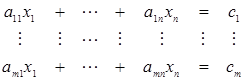 a₁₁x₁ + ⋯ + a₁ₙxₙ = c₁
⋮ ⋮ ⋮ ⋮ ⋮ ⋮ ⋮
aₘ₁x₁ + ⋯ + aₘₙxₙ = cₘ